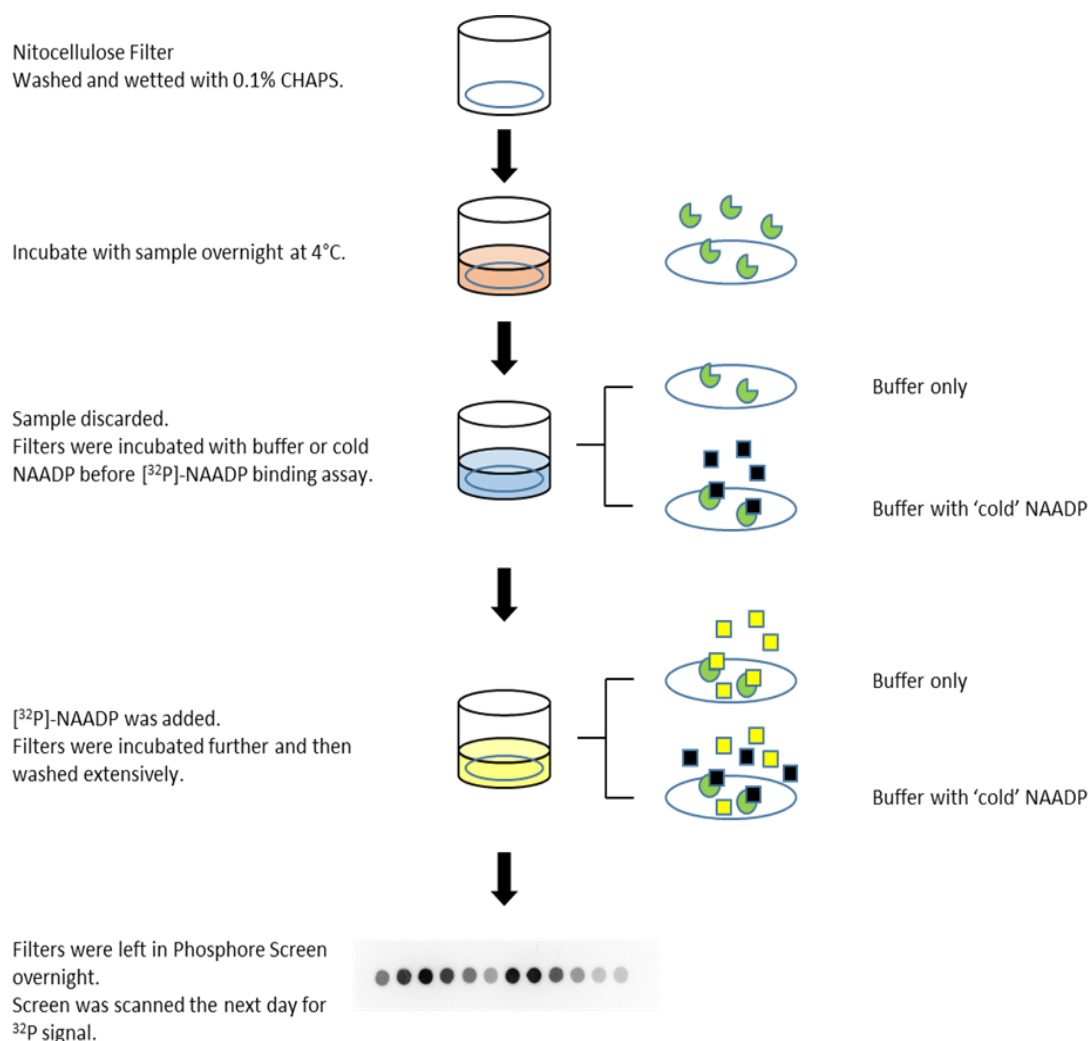 Nitocellulose Filter
Washed and wetted with 0.1% CHAPS.
Incubate with sample overnight at 4°C.
Sample discarded.
Filters were incubated with buffer or cold
NAADP before [³²P]-NAADP binding assay.
Buffer only
Buffer with ‘cold’ NAADP
[³²P]-NAADP was added.
Filters were incubated further and then
washed extensively.
Buffer only
Buffer with ‘cold’ NAADP
Filters were left in Phosphore Screen
overnight.
Screen was scanned the next day for
³²P signal.